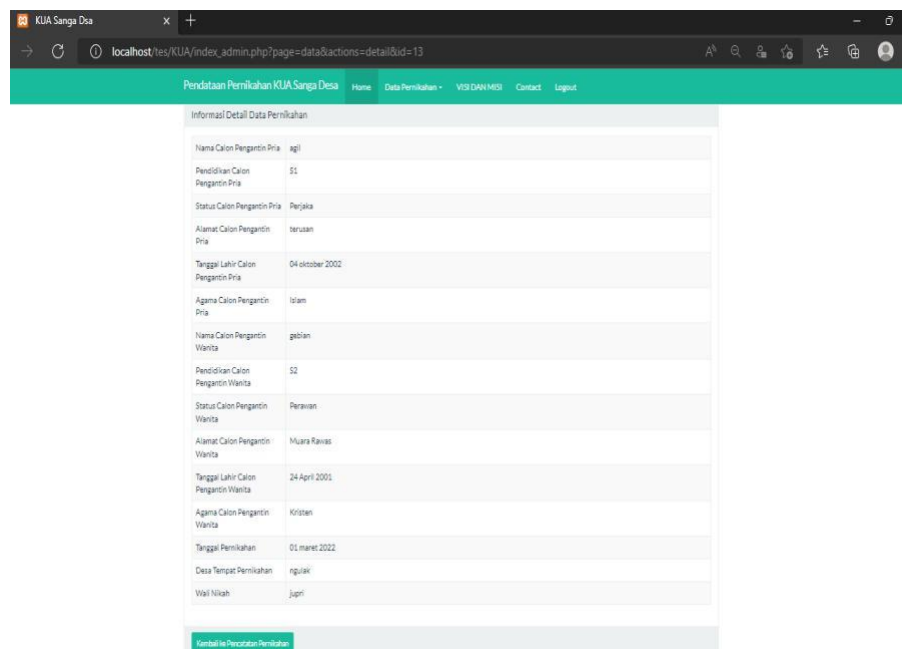 KUA Sanga Dsa
localhost/tes/KUA/index_admin.php?page=data&actions=detail&id=13
Pendataan Pernikahan KUA Sanga Desa Home Data Pernikahan VISI DAN MISI Contact Logout
Informasi Detail Data Pernikahan
Nama Calon Pengantin Pria agil
Pendidikan Calon S1
Pengantin Pria
Status Calon Pengantin Pria Perjaka
Alamat Calon Pengantin terusan
Pria
Tanggal Lahir Calon 04 oktober 2002
Pengantin Pria
Agama Calon Pengantin Islam
Pria
Nama Calon Pengantin gebian
Wanita
Pendidikan Calon S2
Pengantin Wanita
Status Calon Pengantin Perawan
Wanita
Alamat Calon Pengantin Muara Rawas
Wanita
Tanggal Lahir Calon 24 April 2001
Pengantin Wanita
Agama Calon Pengantin Kristen
Wanita
Tanggal Pernikahan 01 maret 2022
Desa Tempat Pernikahan ngulak
Wali Nikah jupri
Kembali ke Pencatatan Pernikahan